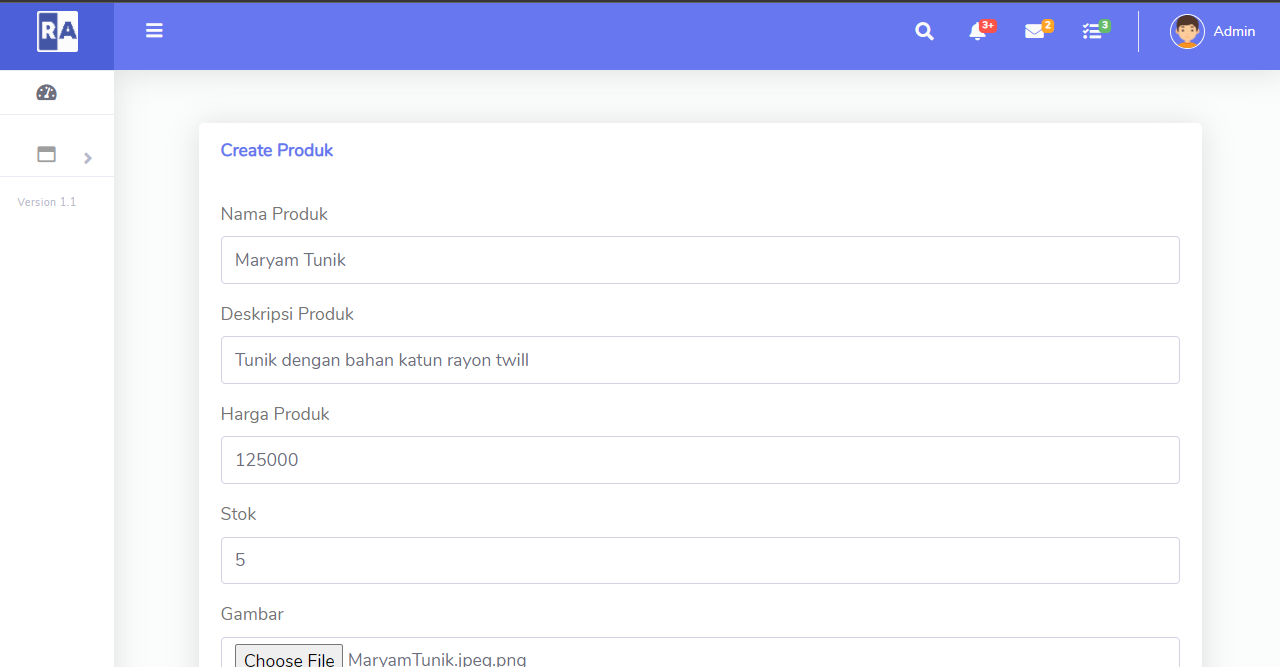 RA
3+
2
3
Admin
Version 1.1
Create Produk
Nama Produk
Maryam Tunik
Deskripsi Produk
Tunik dengan bahan katun rayon twill
Harga Produk
125000
Stok
5
Gambar
Choose File MaryamTunik.jpeg.png